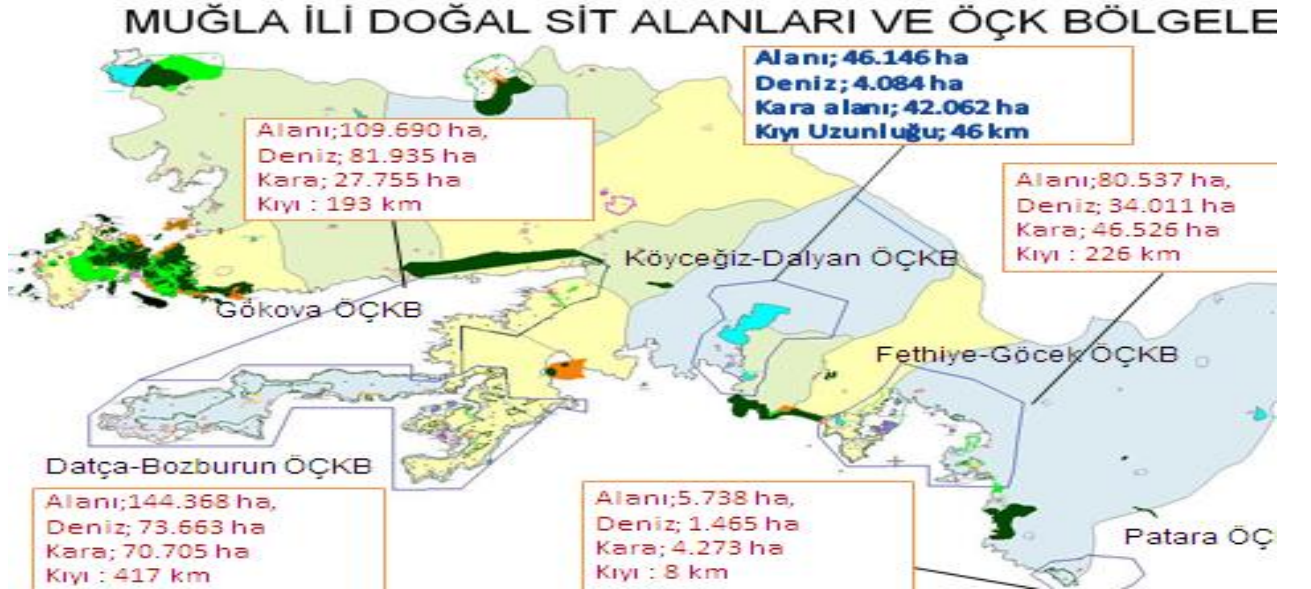 MUĞLA İLİ DOĞAL SİT ALANLARI VE ÖÇK BÖLGELE
Alanı; 46.146 ha
Deniz; 4.084 ha
Kara alanı; 42.062 ha
Kıyı Uzunluğu; 46 km
Alanı;109.690 ha,
Deniz; 81.935 ha
Kara; 27.755 ha
Kıyı : 193 km
Alanı;80.537 ha,
Deniz; 34.011 ha
Kara; 46.526 ha
Kıyı : 226 km
Köyceğiz-Dalyan ÖÇKB
Gökova ÖÇKB
Fethiye-Göcek ÖÇKB
Datça-Bozburun ÖÇKB
Alanı;144.368 ha,
Deniz; 73.663 ha
Kara; 70.705 ha
Kıyı : 417 km
Alanı;5.738 ha,
Deniz; 1.465 ha
Kara; 4.273 ha
Kıyı : 8 km
Patara ÖÇ